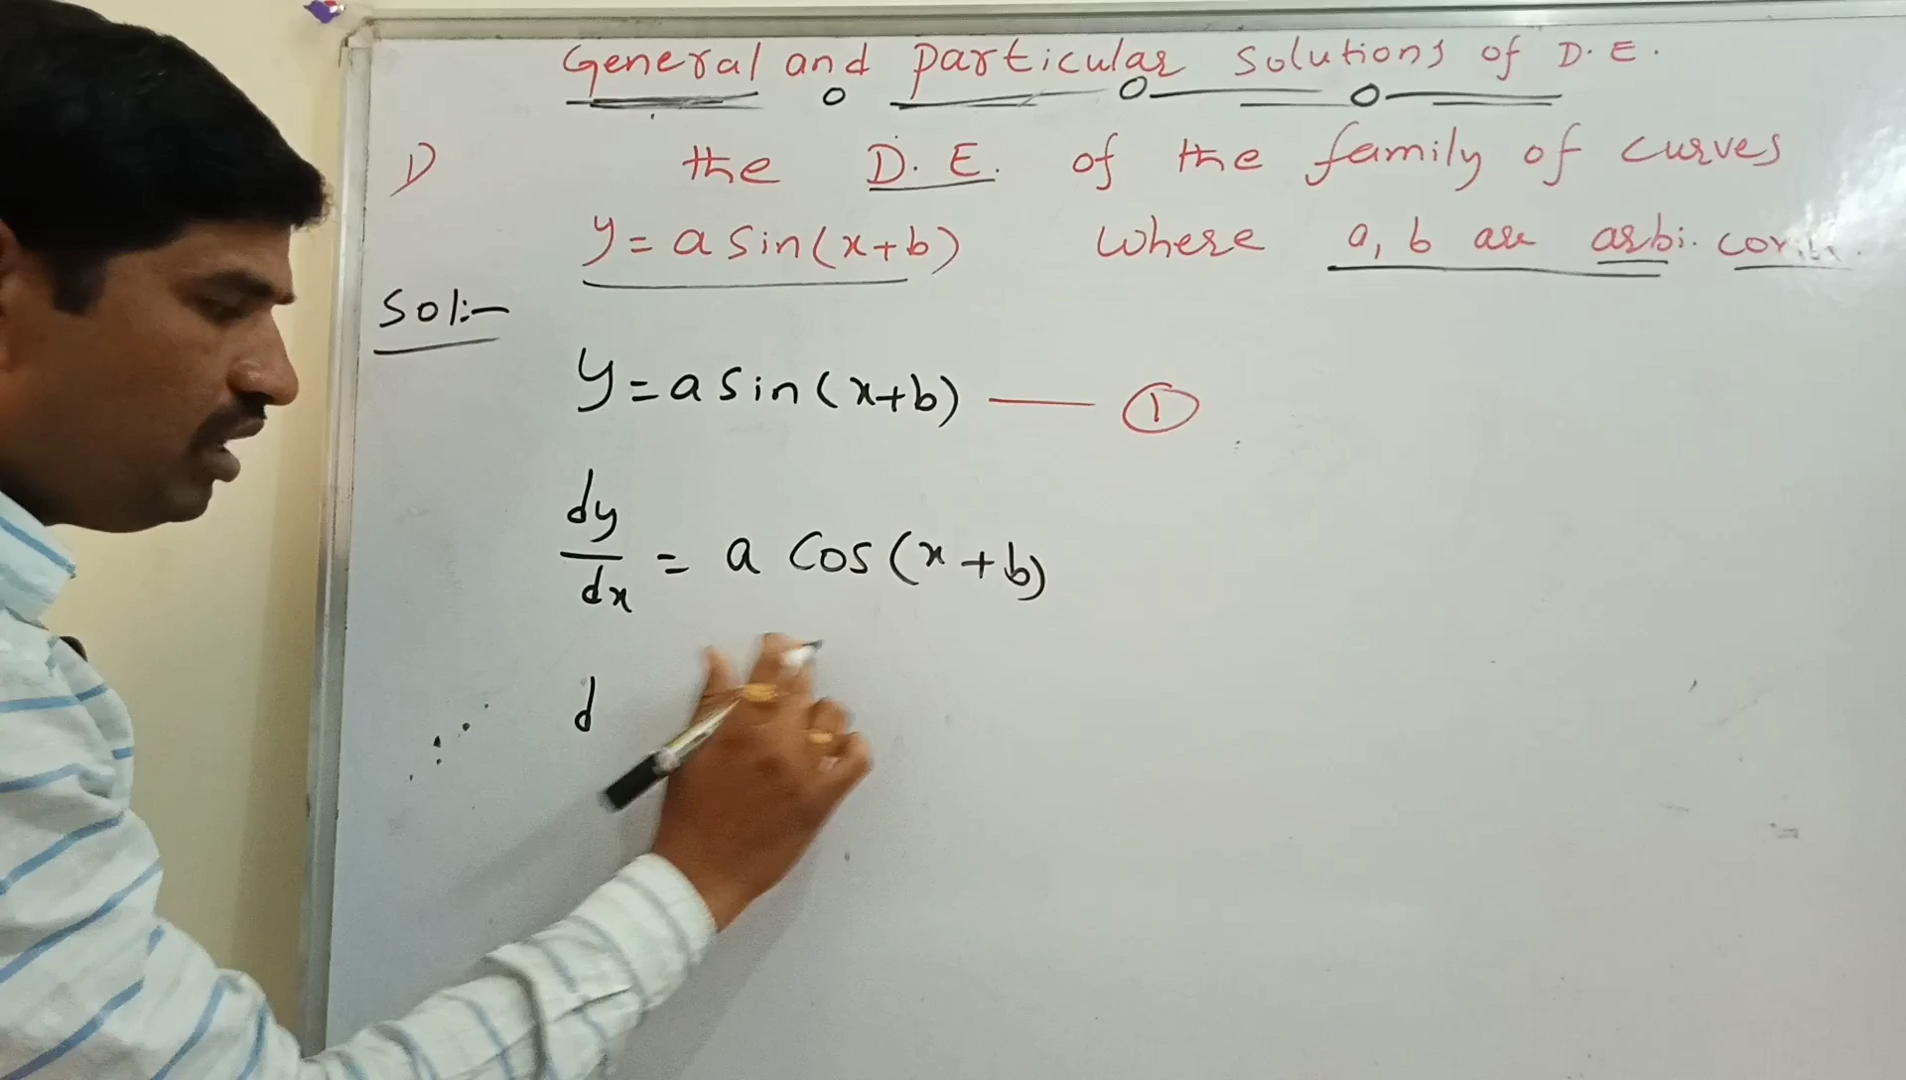 General and particular solutions of D.E.
1) the D.E. of the family of curves
y = a sin(x+b) where a, b are arbi.
Sol:-
y = a sin(x+b) —— ①
dy/dx = a cos(x+b)
d